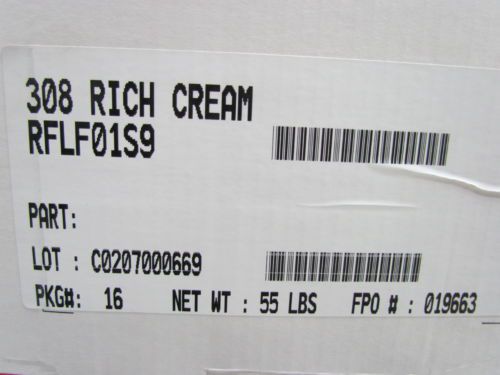 308 RICH CREAM
RFLF01S9
PART:
LOT : C0207000669
PKG#: 16 NET WT : 55 LBS FPO # : 019663